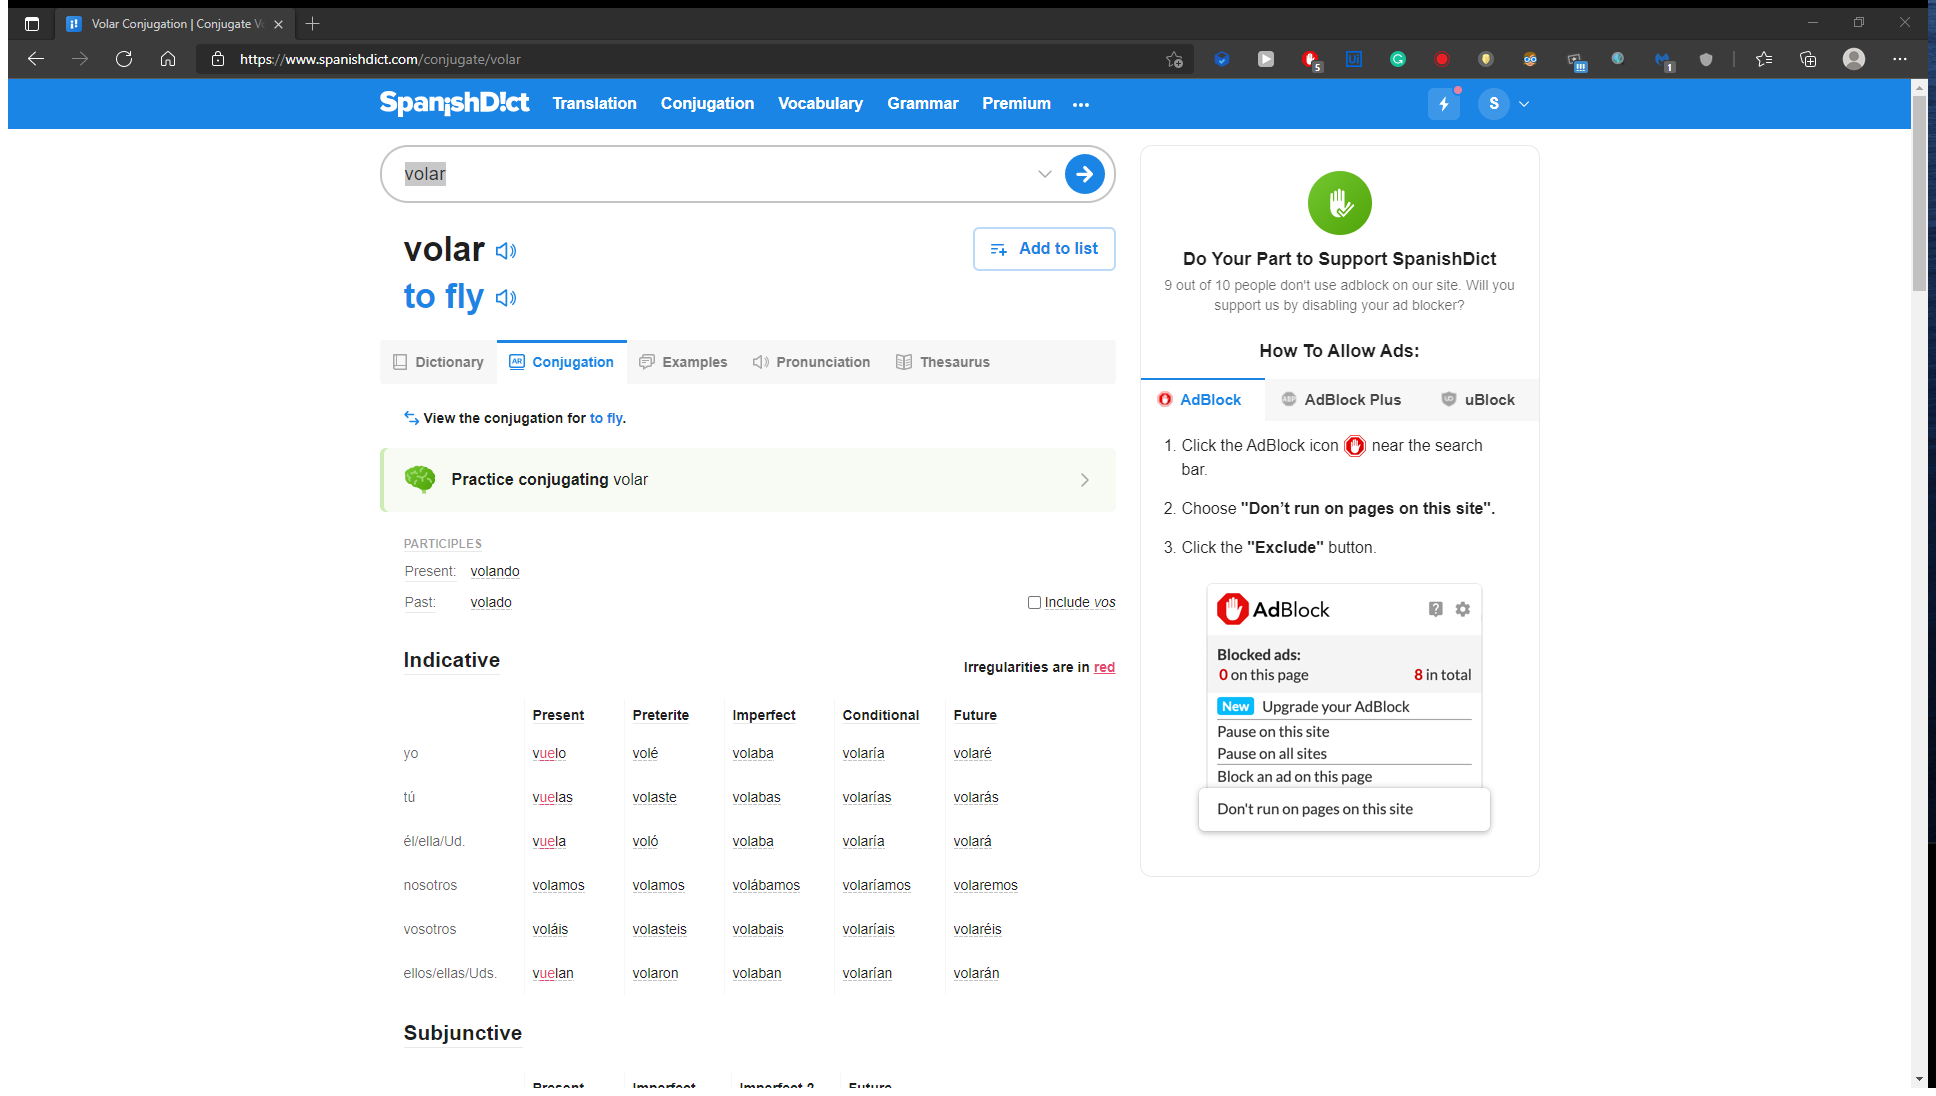 Volar Conjugation | Conjugate V
https://www.spanishdict.com/conjugate/volar
5
1
SpanishD!ct Translation Conjugation Vocabulary Grammar Premium ••• S
volar
volar
to fly
Add to list
Dictionary Conjugation Examples Pronunciation Thesaurus
View the conjugation for to fly.
Practice conjugating volar
PARTICIPLES
Present: volando
Past: volado
Include vos
Indicative
Irregularities are in red
Present Preterite Imperfect Conditional Future
yo vuelo volé volaba volaría volaré
tú vuelas volaste volabas volarías volarás
él/ella/Ud. vuela voló volaba volaría volará
nosotros volamos volamos volábamos volaríamos volaremos
vosotros voláis volasteis volabais volaríais volaréis
ellos/ellas/Uds. vuelan volaron volaban volarían volarán
Subjunctive
Present Imperfect Imperfect 2 Future
Do Your Part to Support SpanishDict
9 out of 10 people don't use adblock on our site. Will you
support us by disabling your ad blocker?
How To Allow Ads:
AdBlock ABP AdBlock Plus uBlock
1. Click the AdBlock icon near the search
bar.
2. Choose "Don’t run on pages on this site".
3. Click the "Exclude" button.
AdBlock
Blocked ads:
0 on this page 8 in total
New Upgrade your AdBlock
Pause on this site
Pause on all sites
Block an ad on this page
Don't run on pages on this site